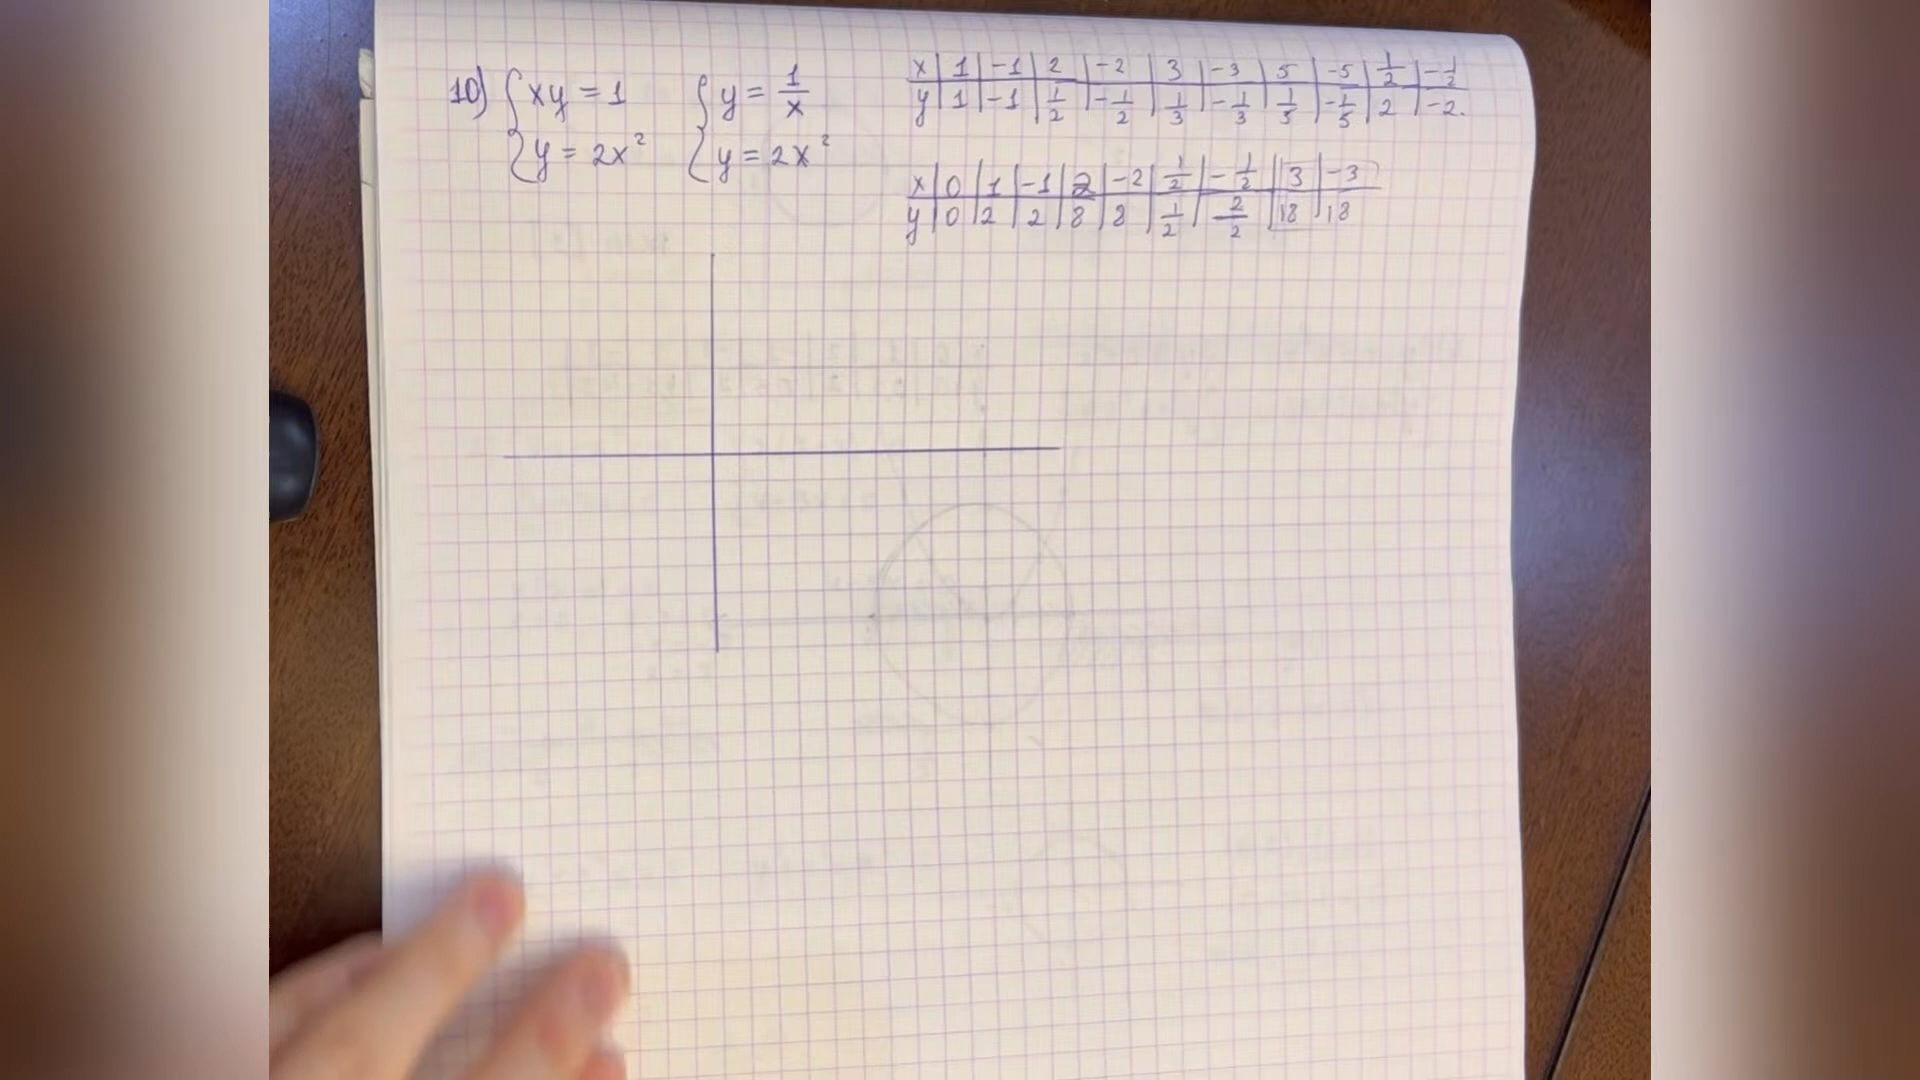 10) { xy = 1 { y = 1/x
{ y = 2x² { y = 2x²
x | 1 | -1 | 2 | -2 | 3 | -3 | 5 | -5 | 1/2 | -1/2
y | 1 | -1 | 1/2 | -1/2 | 1/3 | -1/3 | 1/5 | -1/5 | 2 | -2.
x | 0 | 1 | -1 | 2 | -2 | 1/2 | -1/2 | 3 | -3
y | 0 | 2 | 2 | 8 | 8 | 1/2 | 2/2 | 18 | 18